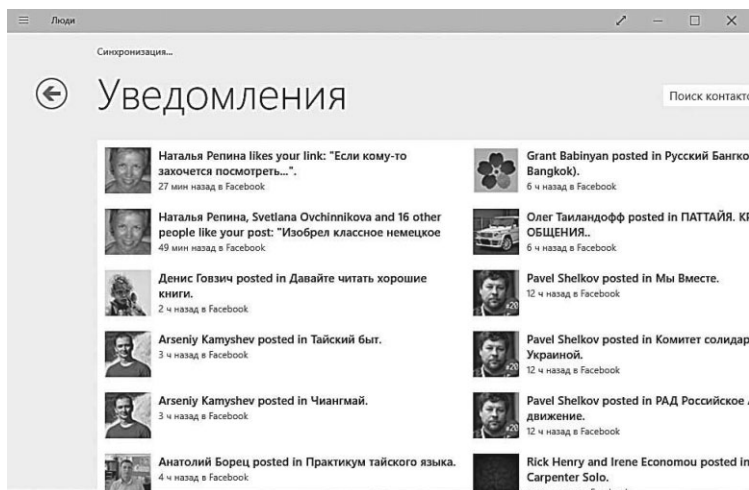 Люди
Синхронизация...
Уведомления
Поиск контакто
Наталья Репина likes your link: "Если кому-то
захочется посмотреть...".
27 мин назад в Facebook
Наталья Репина, Svetlana Ovchinnikova and 16 other
people like your post: "Изобрел классное немецкое
49 мин назад в Facebook
Денис Говзич posted in Давайте читать хорошие
книги.
2 ч назад в Facebook
Arseniy Kamyshev posted in Тайский быт.
3 ч назад в Facebook
Arseniy Kamyshev posted in Чиангмай.
3 ч назад в Facebook
Анатолий Борец posted in Практикум тайского языка.
4 ч назад в Facebook
Grant Babinyan posted in Русский Бангко
Bangkok).
6 ч назад в Facebook
Олег Таиландофф posted in ПАТТАЙЯ. КР
ОБЩЕНИЯ..
6 ч назад в Facebook
Pavel Shelkov posted in Мы Вместе.
12 ч назад в Facebook
#20
Pavel Shelkov posted in Комитет солидар
Украиной.
12 ч назад в Facebook
#20
Pavel Shelkov posted in РАД Российское
движение.
12 ч назад в Facebook
#20
Rick Henry and Irene Economou posted in
Carpenter Solo.